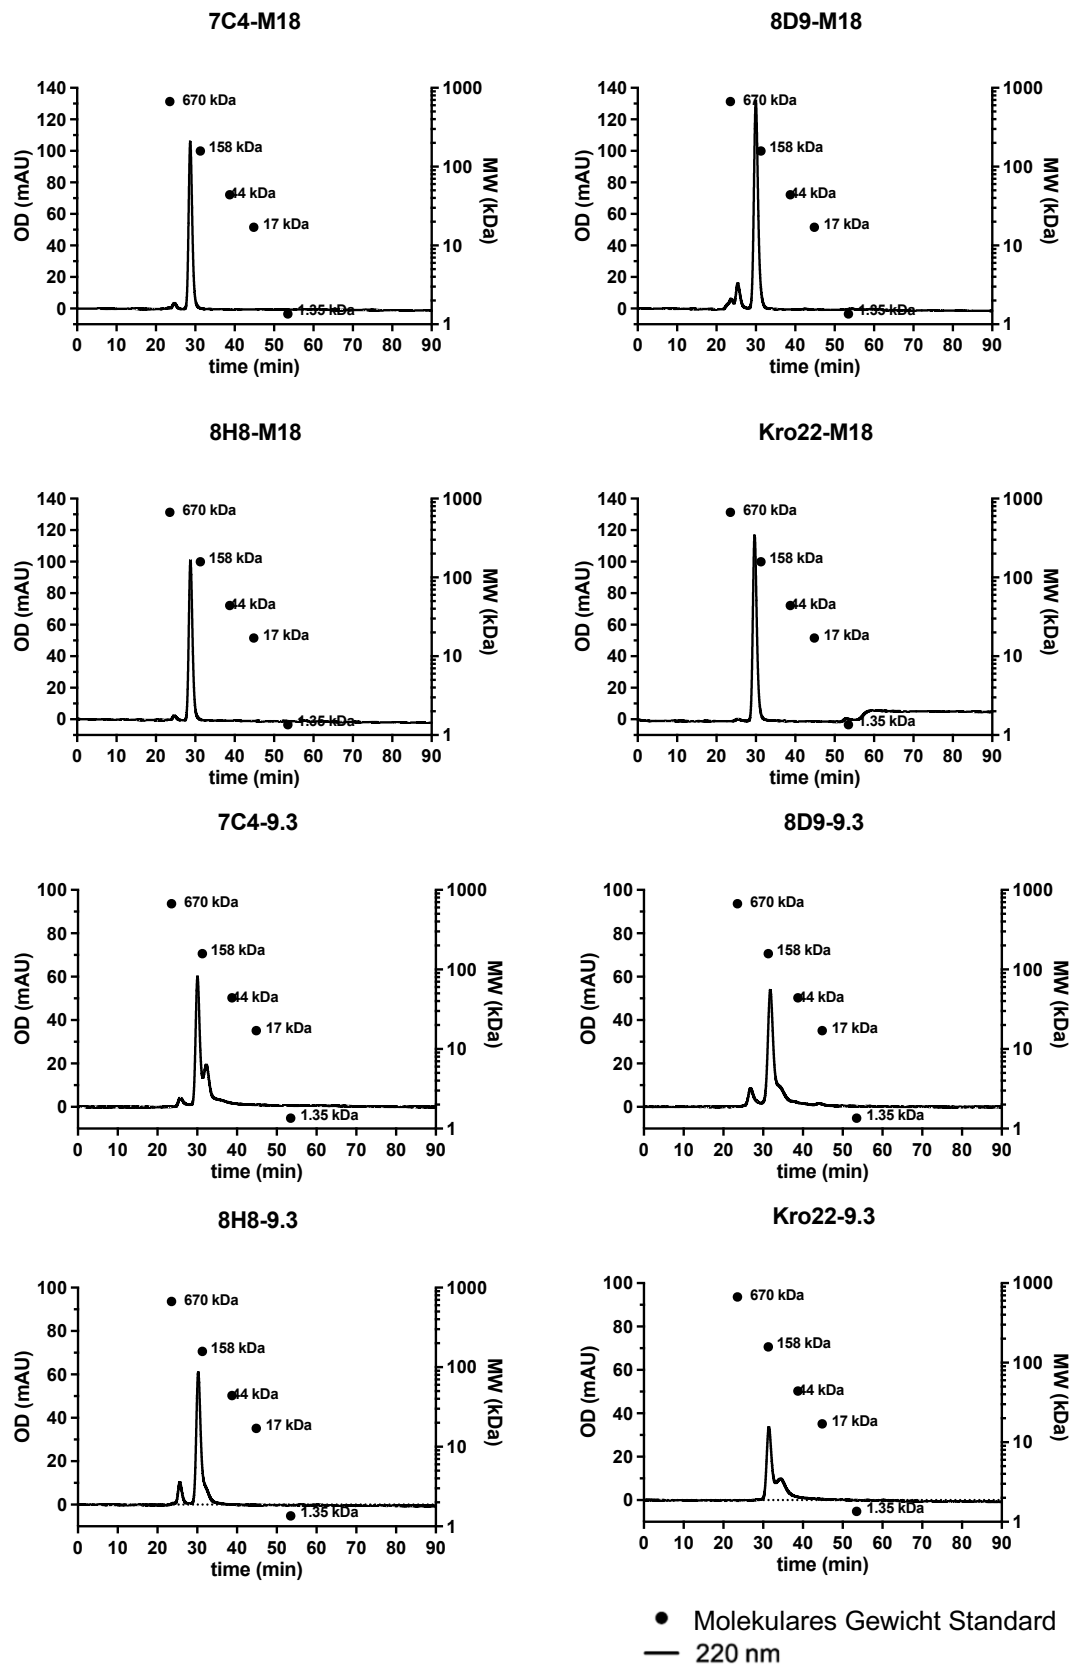 7C4-M18
140
120
100
80
60
40
20
0
OD (mAU)
1000
100
10
1
MW (kDa)
670 kDa
158 kDa
44 kDa
17 kDa
1.35 kDa
0 10 20 30 40 50 60 70 80 90
time (min)
8D9-M18
140
120
100
80
60
40
20
0
OD (mAU)
1000
100
10
1
MW (kDa)
670 kDa
158 kDa
44 kDa
17 kDa
1.35 kDa
0 10 20 30 40 50 60 70 80 90
time (min)
8H8-M18
140
120
100
80
60
40
20
0
OD (mAU)
1000
100
10
1
MW (kDa)
670 kDa
158 kDa
44 kDa
17 kDa
1.35 kDa
0 10 20 30 40 50 60 70 80 90
time (min)
Kro22-M18
140
120
100
80
60
40
20
0
OD (mAU)
1000
100
10
1
MW (kDa)
670 kDa
158 kDa
44 kDa
17 kDa
1.35 kDa
0 10 20 30 40 50 60 70 80 90
time (min)
7C4-9.3
100
80
60
40
20
0
OD (mAU)
1000
100
10
1
MW (kDa)
670 kDa
158 kDa
44 kDa
17 kDa
1.35 kDa
0 10 20 30 40 50 60 70 80 90
time (min)
8D9-9.3
100
80
60
40
20
0
OD (mAU)
1000
100
10
1
MW (kDa)
670 kDa
158 kDa
44 kDa
17 kDa
1.35 kDa
0 10 20 30 40 50 60 70 80 90
time (min)
8H8-9.3
100
80
60
40
20
0
OD (mAU)
1000
100
10
1
MW (kDa)
670 kDa
158 kDa
44 kDa
17 kDa
1.35 kDa
0 10 20 30 40 50 60 70 80 90
time (min)
Kro22-9.3
100
80
60
40
20
0
OD (mAU)
1000
100
10
1
MW (kDa)
670 kDa
158 kDa
44 kDa
17 kDa
1.35 kDa
0 10 20 30 40 50 60 70 80 90
time (min)
Molekulares Gewicht Standard
220 nm